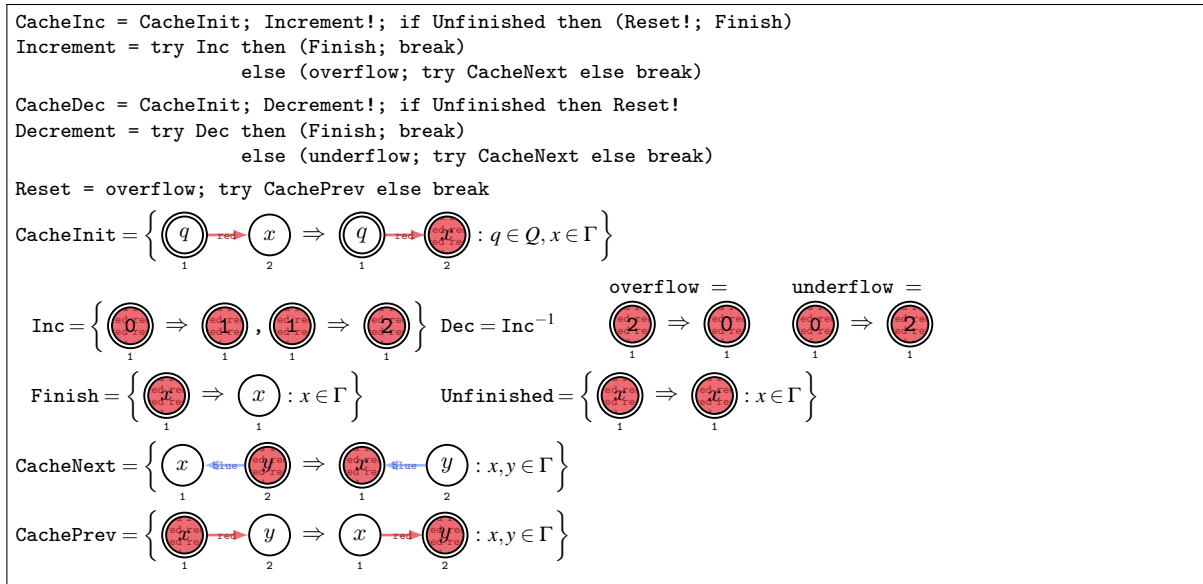 CacheInc = CacheInit; Increment!; if Unfinished then (Reset!; Finish)
Increment = try Inc then (Finish; break)
else (overflow; try CacheNext else break)
CacheDec = CacheInit; Decrement!; if Unfinished then Reset!
Decrement = try Dec then (Finish; break)
else (underflow; try CacheNext else break)
Reset = overflow; try CachePrev else break
CacheInit = { q red x ⇒ q red x : q ∈ Q, x ∈ Γ }
1 2 1 2
overflow = underflow =
Inc = { 0 ⇒ 1 , 1 ⇒ 2 } Dec = Inc⁻¹ 2 ⇒ 0 0 ⇒ 2
1 1 1 1 1 1 1 1
Finish = { x ⇒ x : x ∈ Γ } Unfinished = { x ⇒ x : x ∈ Γ }
1 1 1 1
CacheNext = { x blue y ⇒ x blue y : x, y ∈ Γ }
1 2 1 2
CachePrev = { x red y ⇒ x red y : x, y ∈ Γ }
1 2 1 2